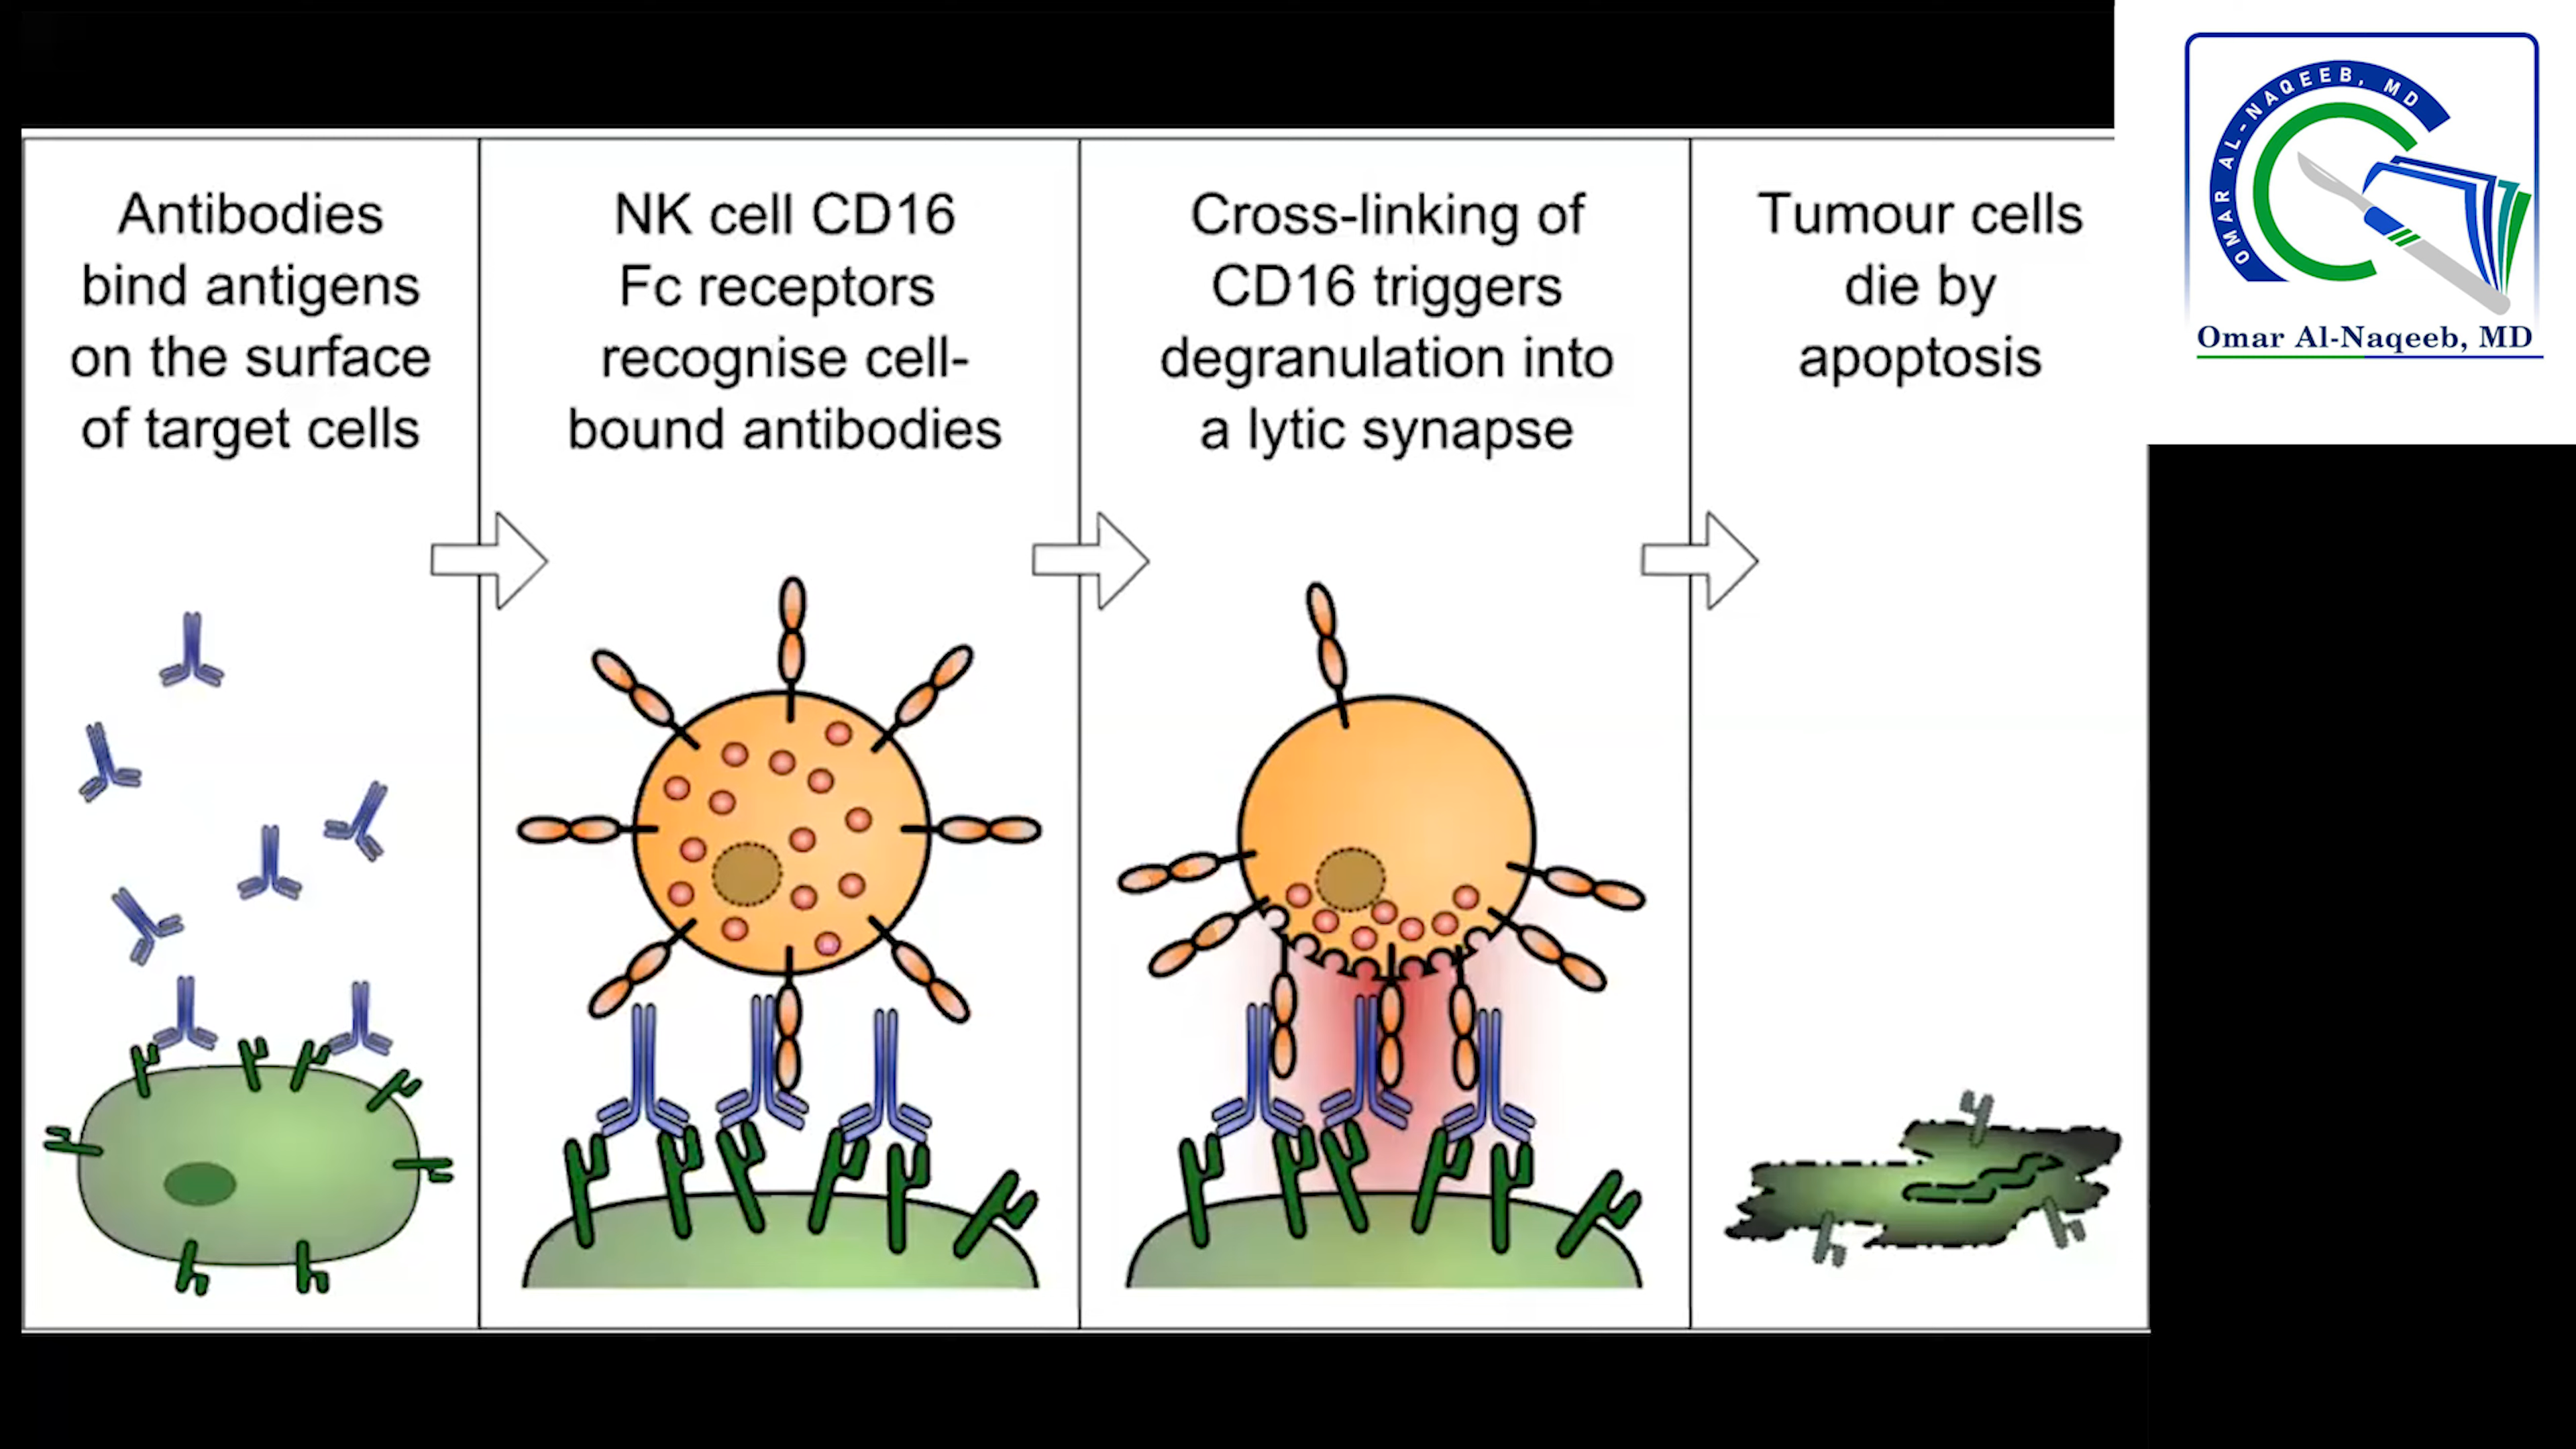 Antibodies
bind antigens
on the surface
of target cells
NK cell CD16
Fc receptors
recognise cell-
bound antibodies
Cross-linking of
CD16 triggers
degranulation into
a lytic synapse
Tumour cells
die by
apoptosis
OMAR AL-NAQEEB, MD
Omar Al-Naqeeb, MD